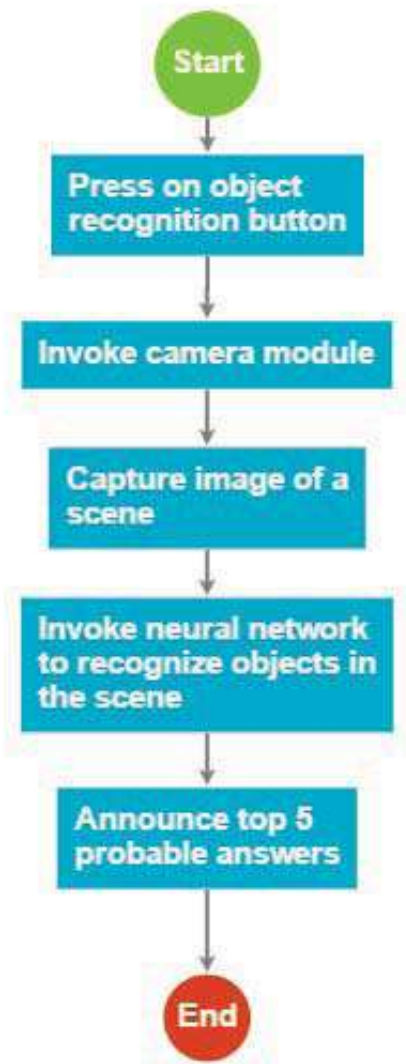 Start
Press on object
recognition button
Invoke camera module
Capture image of a
scene
Invoke neural network
to recognize objects in
the scene
Announce top 5
probable answers
End